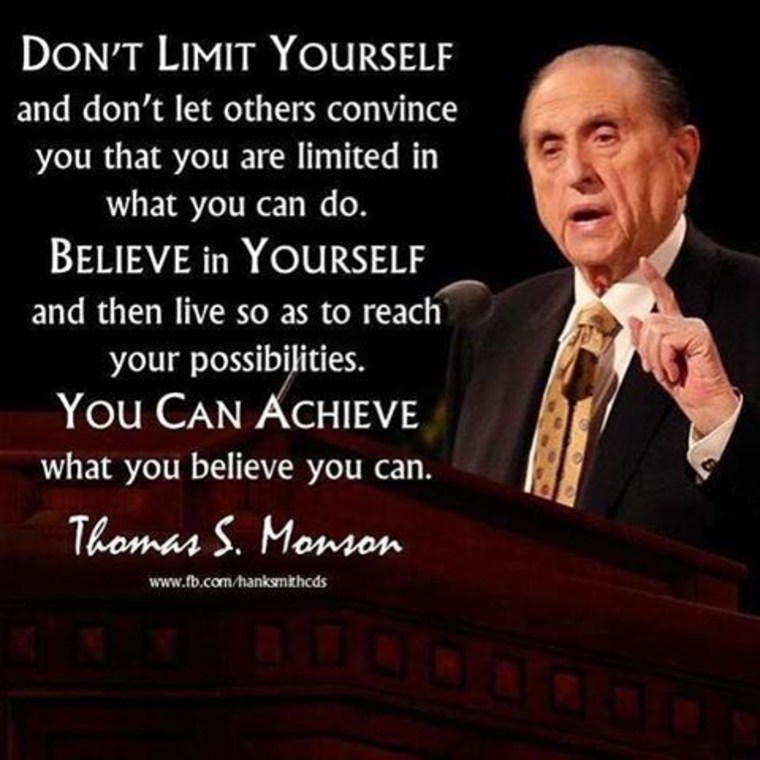 DON'T LIMIT YOURSELF
and don't let others convince
you that you are limited in
what you can do.
BELIEVE in YOURSELF
and then live so as to reach
your possibilities.
YOU CAN ACHIEVE
what you believe you can.
Thomas S. Monson
www.fb.com/hanksmithcds